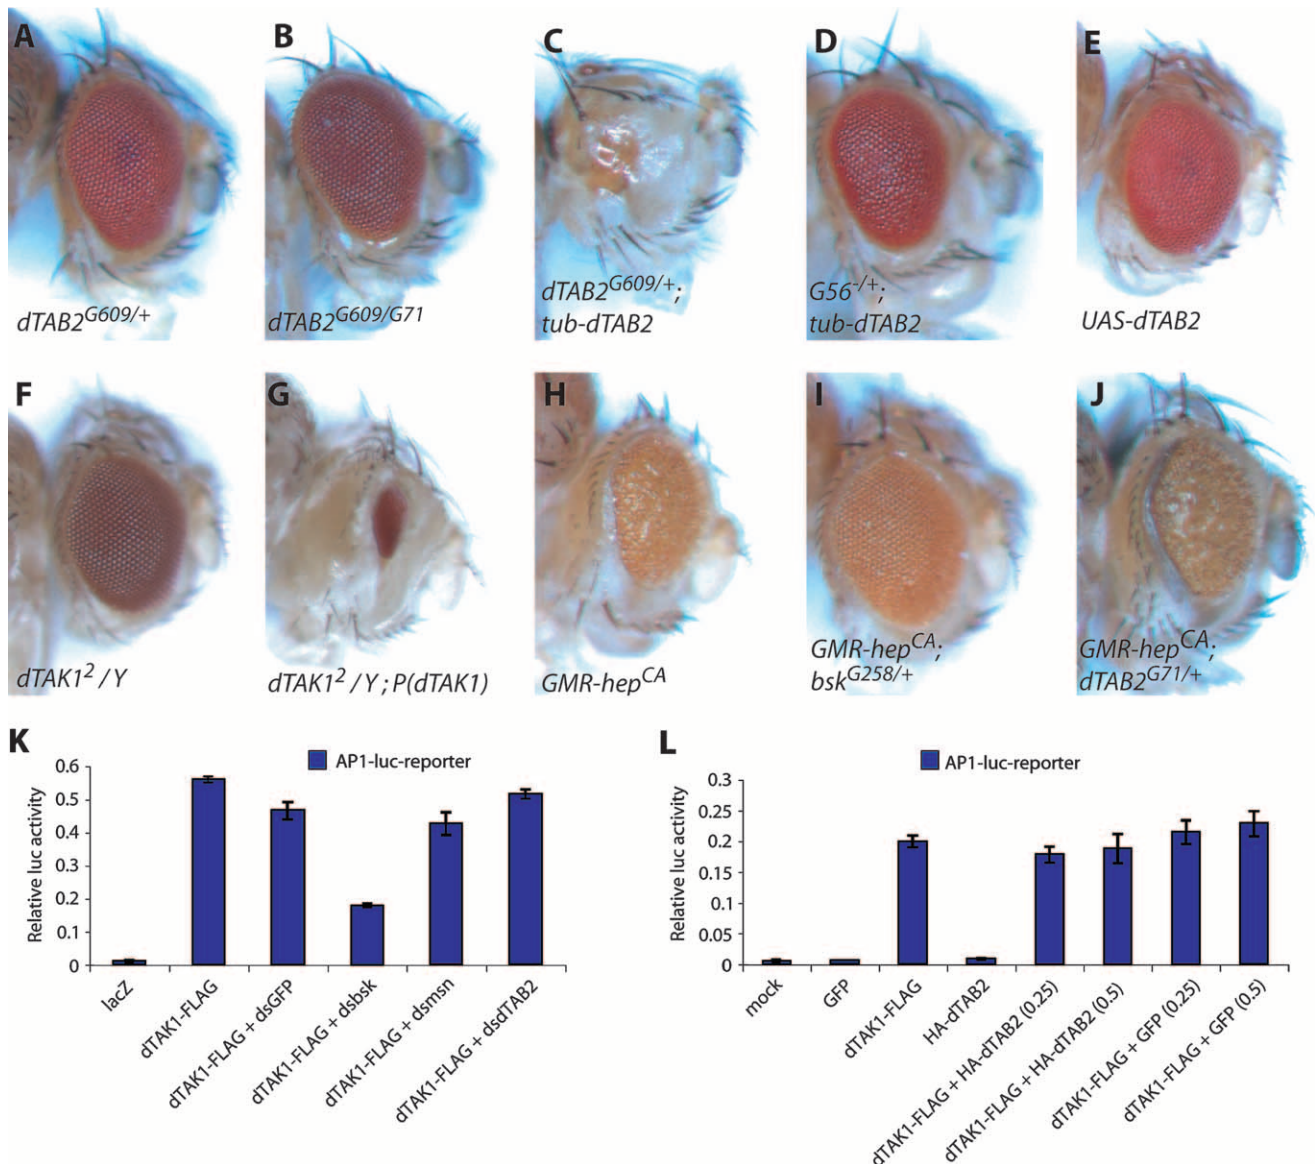 A
B
C
D
E
dTAB2G609/+
dTAB2G609/G71
dTAB2G609/+;
tub-dTAB2
G56-/+;
tub-dTAB2
UAS-dTAB2
F
G
H
I
J
dTAK12 / Y
dTAK12 / Y ; P(dTAK1)
GMR-hepCA
GMR-hepCA;
bskG258/+
GMR-hepCA;
dTAB2G71/+
K
AP1-luc-reporter
Relative luc activity
0.6
0.5
0.4
0.3
0.2
0.1
0
lacZ
dTAK1-FLAG
dTAK1-FLAG + dsGFP
dTAK1-FLAG + dsbsk
dTAK1-FLAG + dsmsn
dTAK1-FLAG + dsdTAB2
L
AP1-luc-reporter
Relative luc activity
0.3
0.25
0.2
0.15
0.1
0.05
0
mock
GFP
dTAK1-FLAG
HA-dTAB2
dTAK1-FLAG + HA-dTAB2 (0.25)
dTAK1-FLAG + HA-dTAB2 (0.5)
dTAK1-FLAG + GFP (0.25)
dTAK1-FLAG + GFP (0.5)